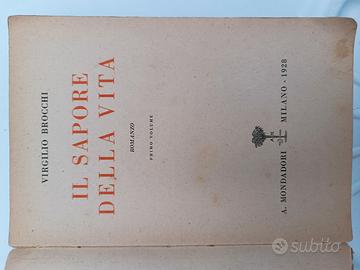 VIRGILIO BROCCHI
IL SAPORE
DELLA VITA
ROMANZO
PRIMO VOLUME
A. MONDADORI - MILANO - 1928
subito